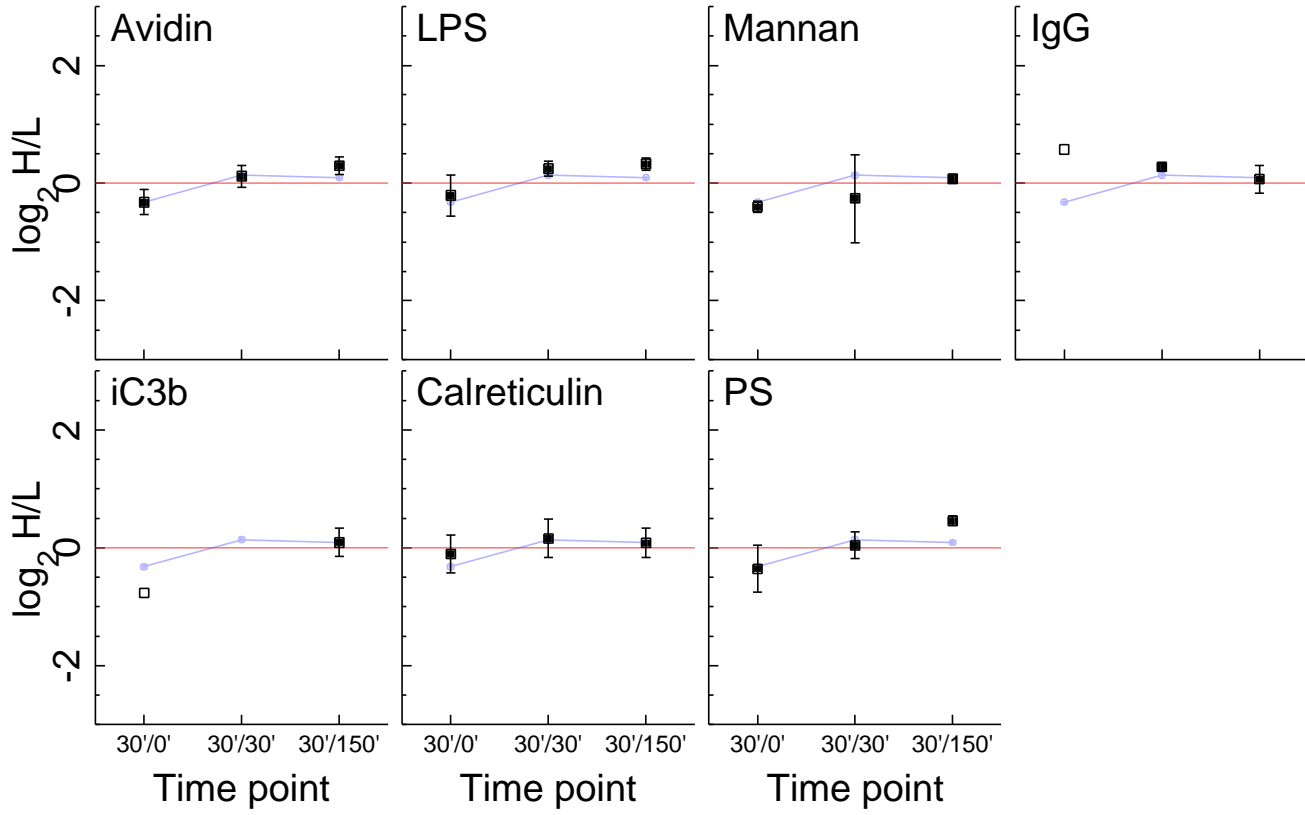 Avidin
LPS
Mannan
IgG
log2 H/L
2
0
-2
iC3b
Calreticulin
PS
log2 H/L
2
0
-2
30'/0' 30'/30' 30'/150'
30'/0' 30'/30' 30'/150'
30'/0' 30'/30' 30'/150'
Time point
Time point
Time point